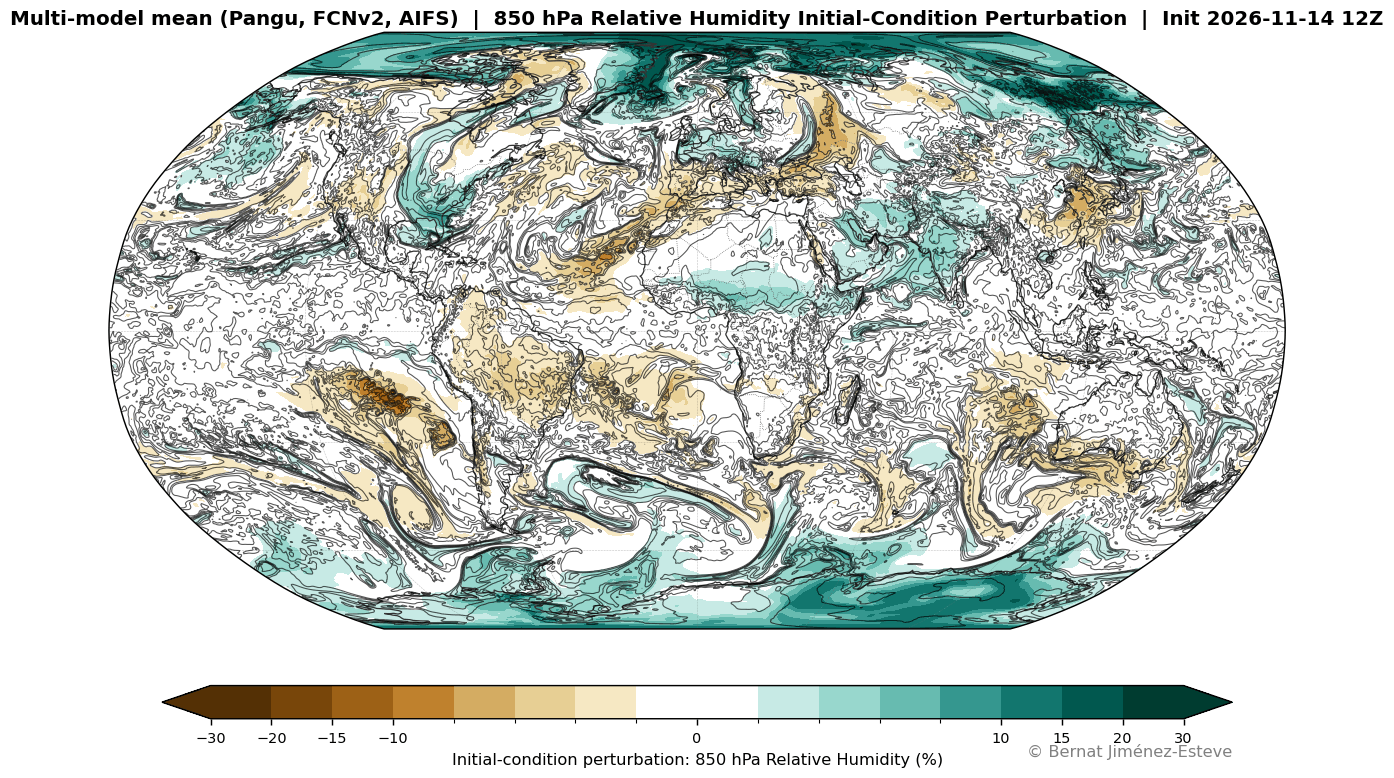 Multi-model mean (Pangu, FCNv2, AIFS) | 850 hPa Relative Humidity Initial-Condition Perturbation | Init 2026-11-14 12Z
−30 −20 −15 −10 0 10 15 20 30
Initial-condition perturbation: 850 hPa Relative Humidity (%)
© Bernat Jiménez-Esteve